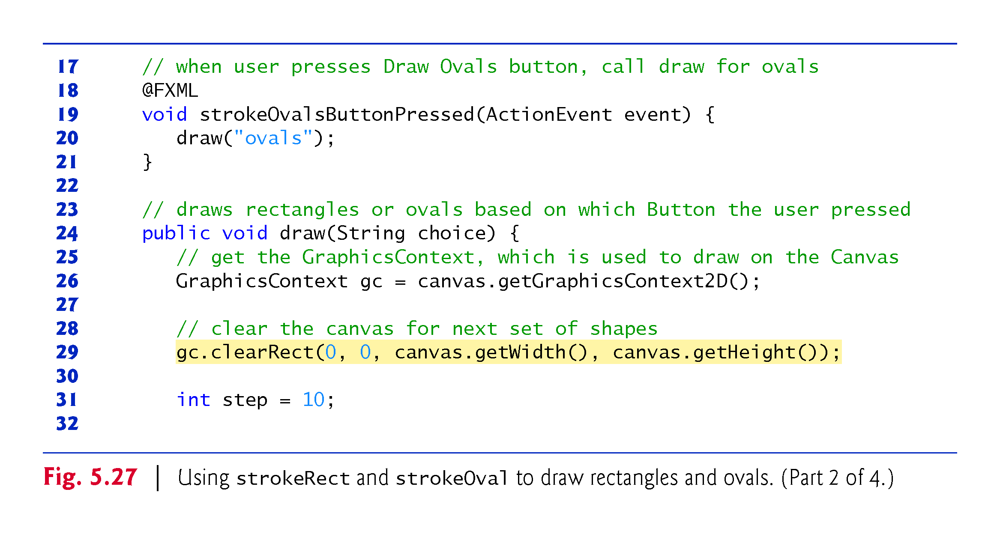 17 // when user presses Draw Ovals button, call draw for ovals
18 @FXML
19 void strokeOvalsButtonPressed(ActionEvent event) {
20 draw("ovals");
21 }
22
23 // draws rectangles or ovals based on which Button the user pressed
24 public void draw(String choice) {
25 // get the GraphicsContext, which is used to draw on the Canvas
26 GraphicsContext gc = canvas.getGraphicsContext2D();
27
28 // clear the canvas for next set of shapes
29 gc.clearRect(0, 0, canvas.getWidth(), canvas.getHeight());
30
31 int step = 10;
32
Fig. 5.27 | Using strokeRect and strokeOval to draw rectangles and ovals. (Part 2 of 4.)